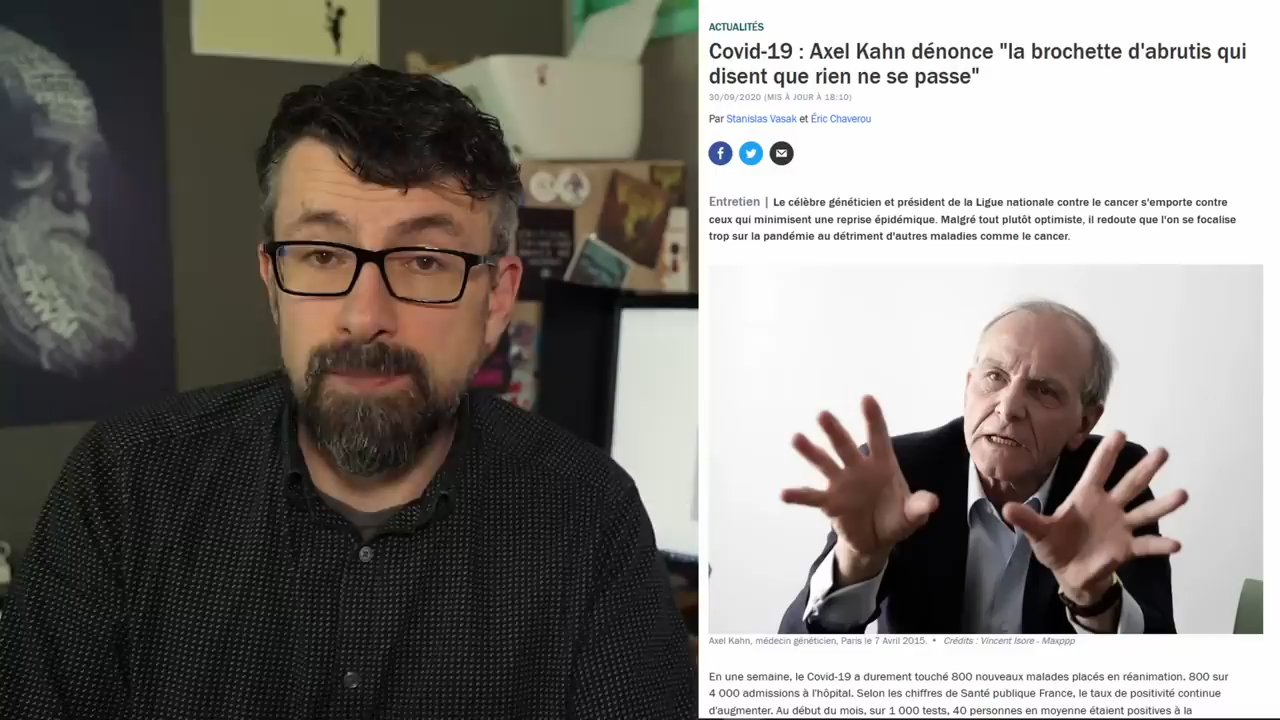 ACTUALITÉS
Covid-19 : Axel Kahn dénonce "la brochette d'abrutis qui
disent que rien ne se passe"
30/09/2020 (MIS À JOUR À 18:10)
Par Stanislas Vasak et Éric Chaverou
Entretien | Le célèbre généticien et président de la Ligue nationale contre le cancer s'emporte contre
ceux qui minimisent une reprise épidémique. Malgré tout plutôt optimiste, il redoute que l'on se focalise
trop sur la pandémie au détriment d'autres maladies comme le cancer.
Axel Kahn, médecin généticien, Paris le 7 Avril 2015. • Crédits : Vincent Isore - Maxppp
En une semaine, le Covid-19 a durement touché 800 nouveaux malades placés en réanimation. 800 sur
4 000 admissions à l'hôpital. Selon les chiffres de Santé publique France, le taux de positivité continue
d'augmenter. Au début du mois, sur 1 000 tests, 40 personnes en moyenne étaient positives à la